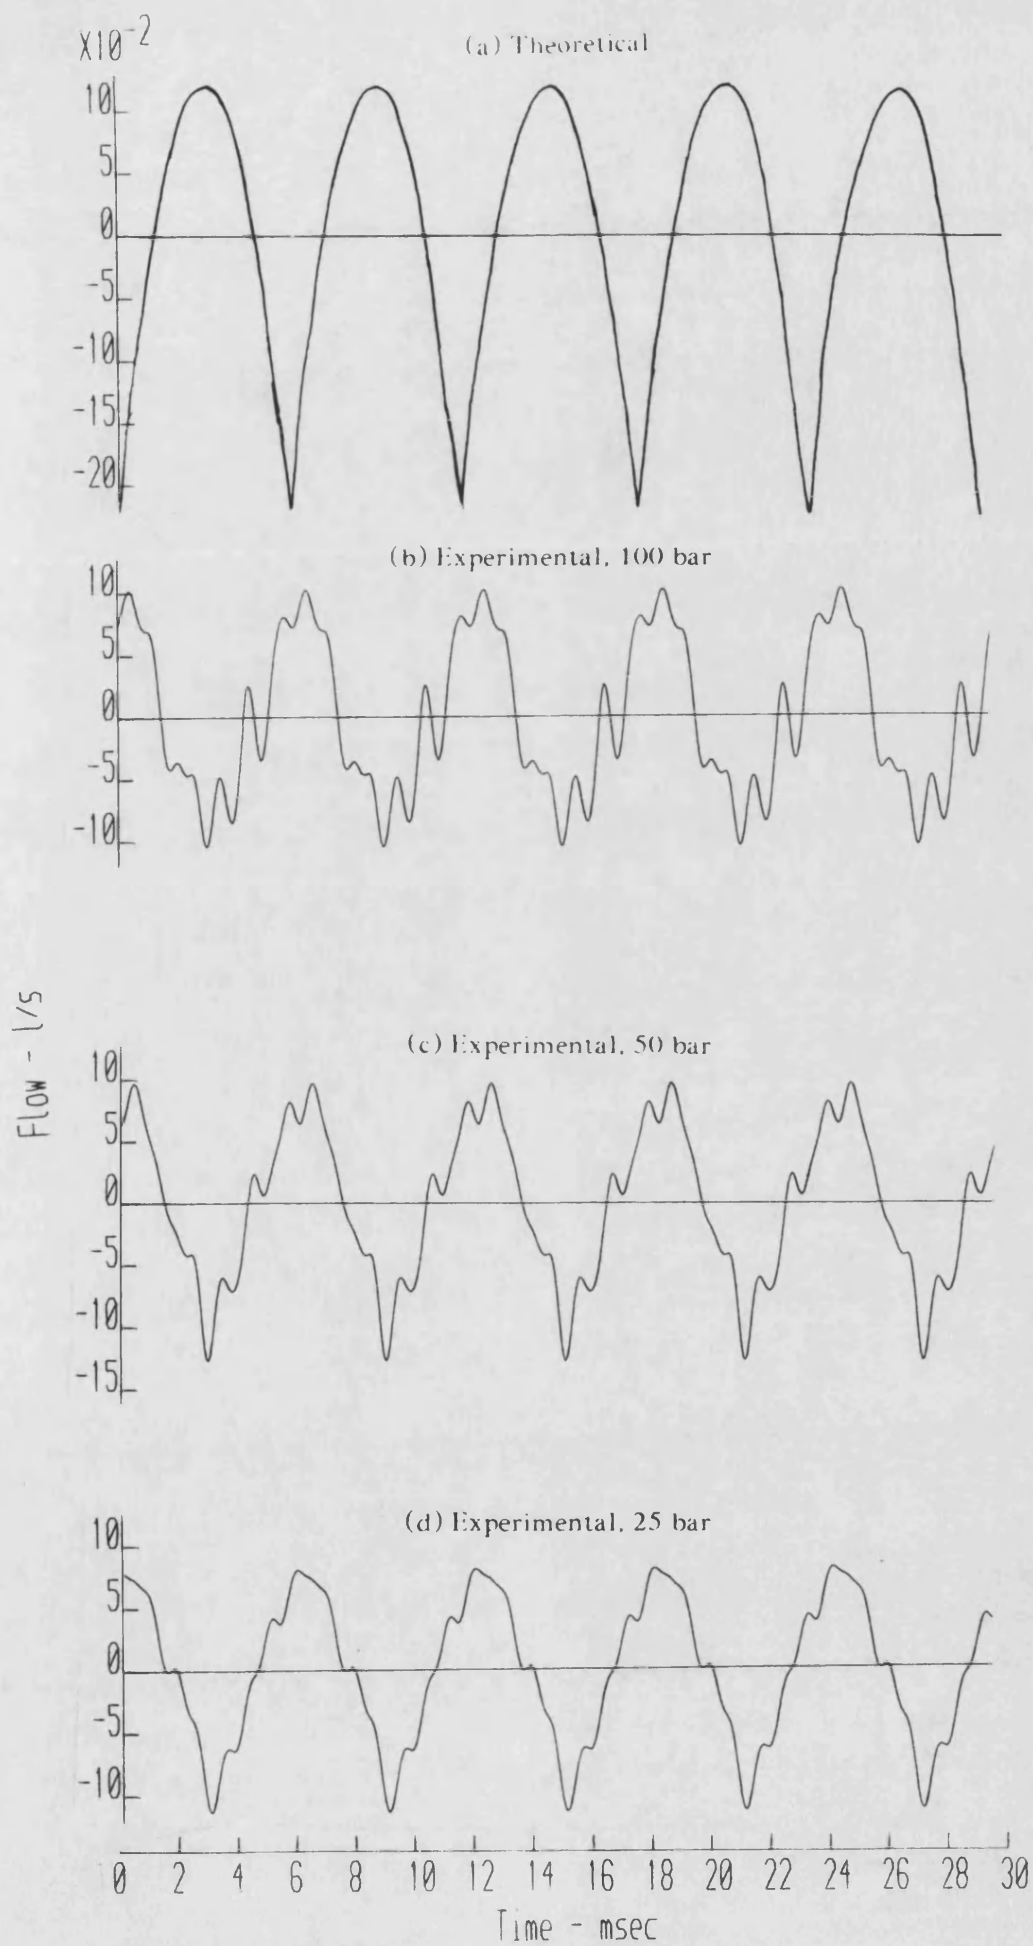 X10-2
(a) Theoretical
10
5
0
-5
-10
-15
-20
(b) Experimental, 100 bar
10
5
0
-5
-10
Flow - l/s
(c) Experimental, 50 bar
10
5
0
-5
-10
-15
(d) Experimental, 25 bar
10
5
0
-5
-10
0 2 4 6 8 10 12 14 16 18 20 22 24 26 28 30
Time - msec